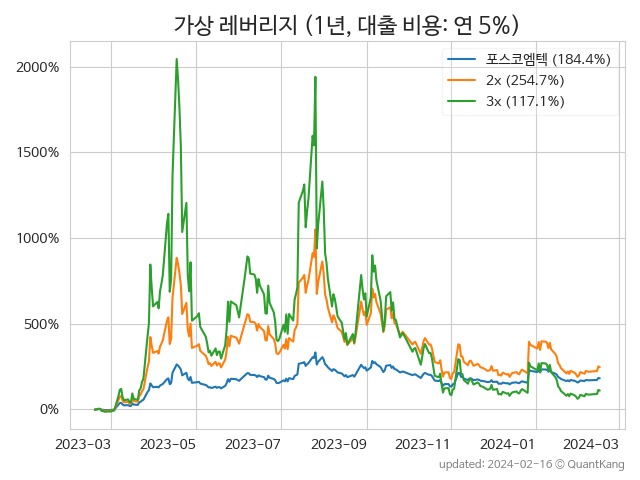 가상 레버리지 (1년, 대출 비용: 연 5%)
포스코엠텍 (184.4%)
2x (254.7%)
3x (117.1%)
2000%
1500%
1000%
500%
0%
2023-03 2023-05 2023-07 2023-09 2023-11 2024-01 2024-03
updated: 2024-02-16 © QuantKang